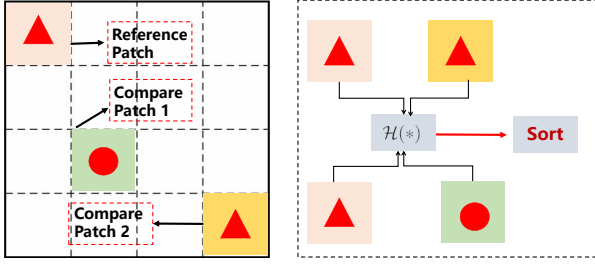 Reference
Patch
Compare
Patch 1
Compare
Patch 2
ℋ(*)
Sort